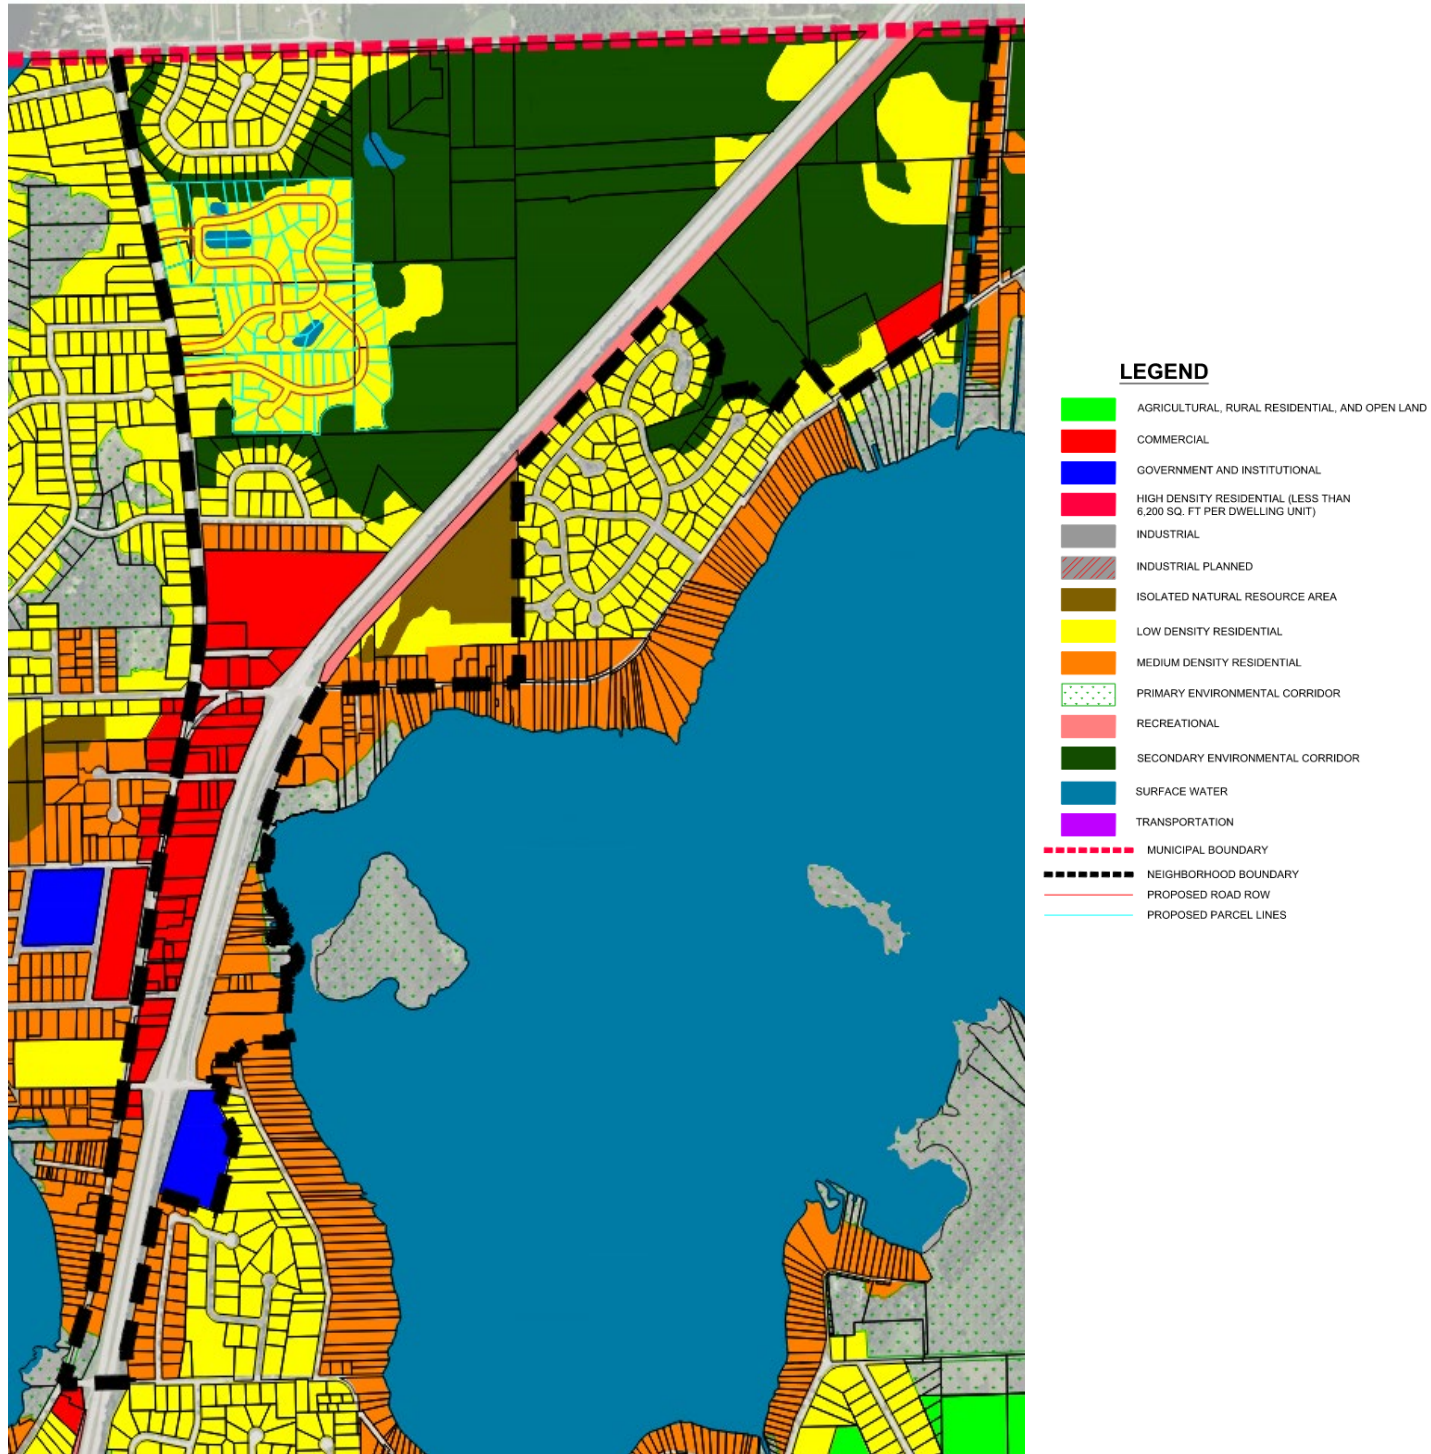 LEGEND
AGRICULTURAL, RURAL RESIDENTIAL, AND OPEN LAND
COMMERCIAL
GOVERNMENT AND INSTITUTIONAL
HIGH DENSITY RESIDENTIAL (LESS THAN
6,200 SQ. FT PER DWELLING UNIT)
INDUSTRIAL
INDUSTRIAL PLANNED
ISOLATED NATURAL RESOURCE AREA
LOW DENSITY RESIDENTIAL
MEDIUM DENSITY RESIDENTIAL
PRIMARY ENVIRONMENTAL CORRIDOR
RECREATIONAL
SECONDARY ENVIRONMENTAL CORRIDOR
SURFACE WATER
TRANSPORTATION
MUNICIPAL BOUNDARY
NEIGHBORHOOD BOUNDARY
PROPOSED ROAD ROW
PROPOSED PARCEL LINES